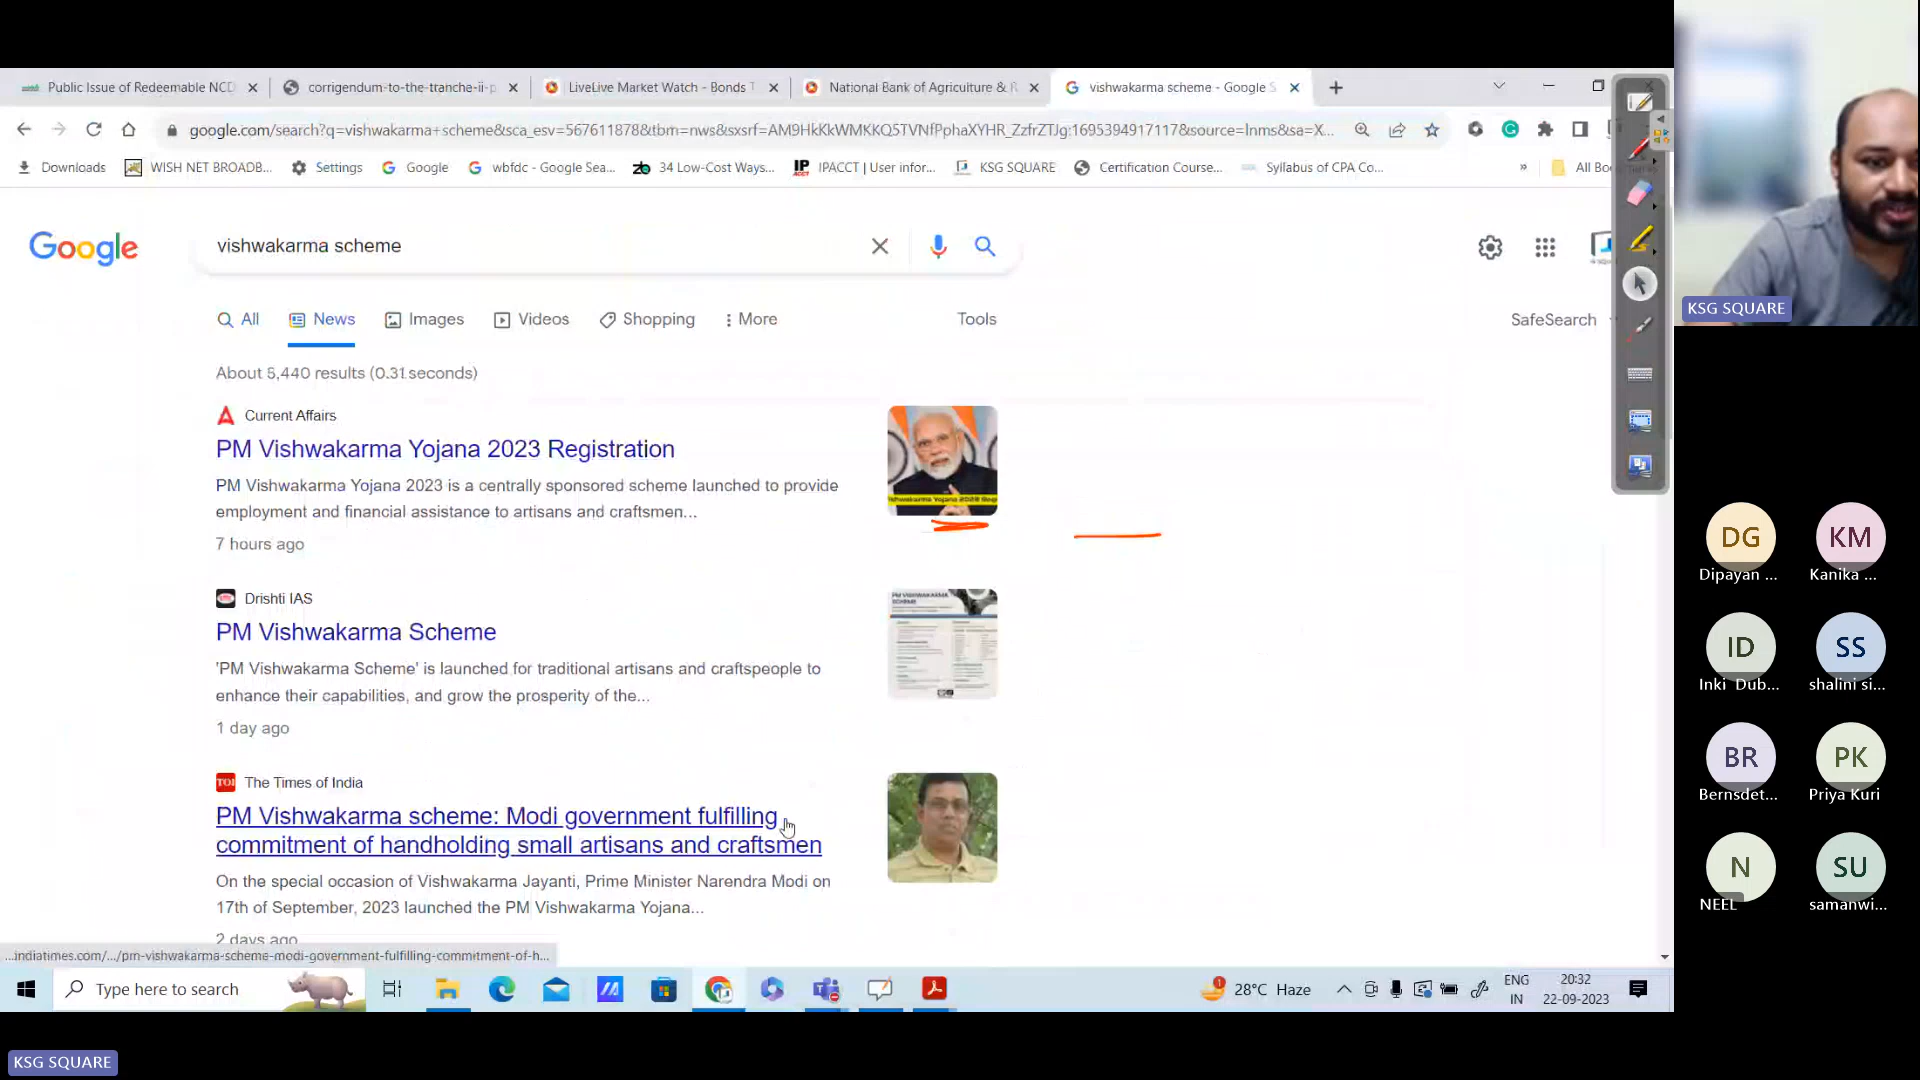 Public Issue of Redeemable NCD
corrigendum-to-the-tranche-ii-p
LiveLive Market Watch - Bonds T
National Bank of Agriculture & R
vishwakarma scheme - Google S
google.com/search?q=vishwakarma+scheme&sca_esv=567611878&tbm=nws&sxsrf=AM9HkKkWMKKQ5TVNfPphaXYHR_ZzfrZTJg:1695394917117&source=lnms&sa=X...
Downloads
WISH NET BROADB...
Settings
Google
wbfdc - Google Sea...
34 Low-Cost Ways...
IPACCT | User infor...
KSG SQUARE
Certification Course...
Syllabus of CPA Co...
»
All Bo
Google
vishwakarma scheme
All
News
Images
Videos
Shopping
More
Tools
SafeSearch
About 5,440 results (0.31 seconds)
Current Affairs
PM Vishwakarma Yojana 2023 Registration
PM Vishwakarma Yojana 2023 is a centrally sponsored scheme launched to provide
employment and financial assistance to artisans and craftsmen...
7 hours ago
Drishti IAS
PM Vishwakarma Scheme
'PM Vishwakarma Scheme' is launched for traditional artisans and craftspeople to
enhance their capabilities, and grow the prosperity of the...
1 day ago
The Times of India
PM Vishwakarma scheme: Modi government fulfilling
commitment of handholding small artisans and craftsmen
On the special occasion of Vishwakarma Jayanti, Prime Minister Narendra Modi on
17th of September, 2023 launched the PM Vishwakarma Yojana...
2 days ago
...indiatimes.com/.../pm-vishwakarma-scheme-modi-government-fulfilling-commitment-of-h...
Type here to search
28°C Haze
ENG
IN
20:32
22-09-2023
KSG SQUARE
KSG SQUARE
DG
Dipayan ...
KM
Kanika ...
ID
Inki Dub...
SS
shalini si...
BR
Bernsdet...
PK
Priya Kuri
N
NEEL
SU
samanwi...